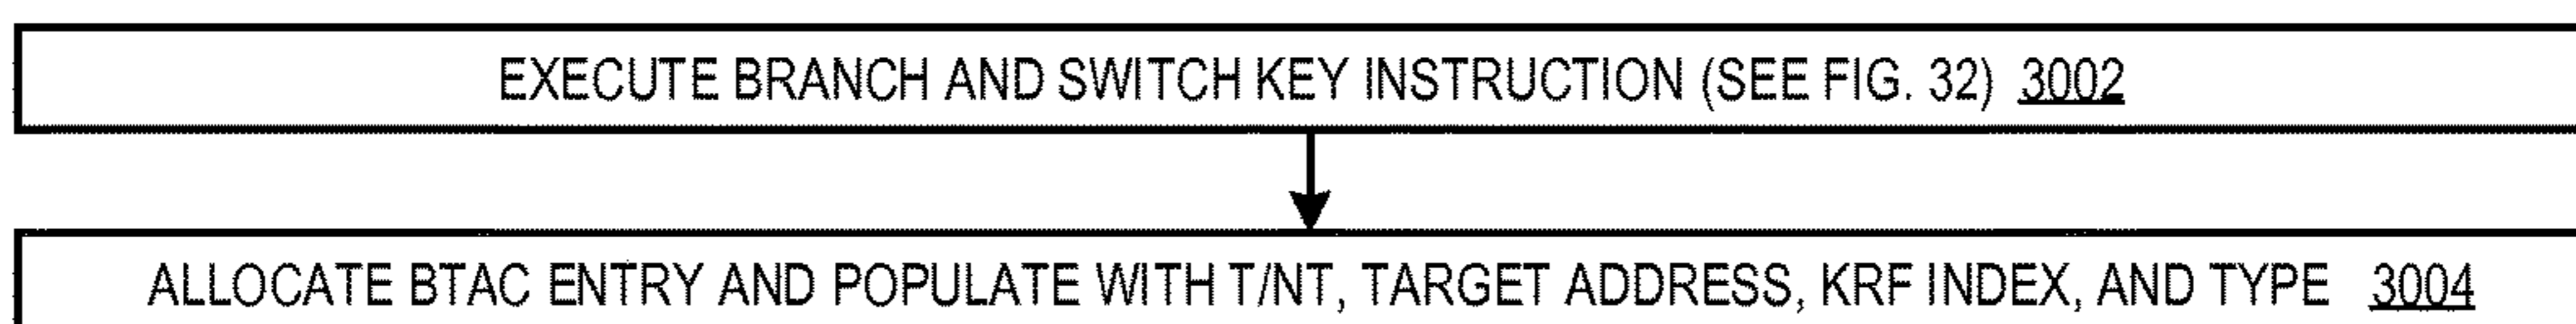 EXECUTE BRANCH AND SWITCH KEY INSTRUCTION (SEE FIG. 32) 3002
ALLOCATE BTAC ENTRY AND POPULATE WITH T/NT, TARGET ADDRESS, KRF INDEX, AND TYPE 3004